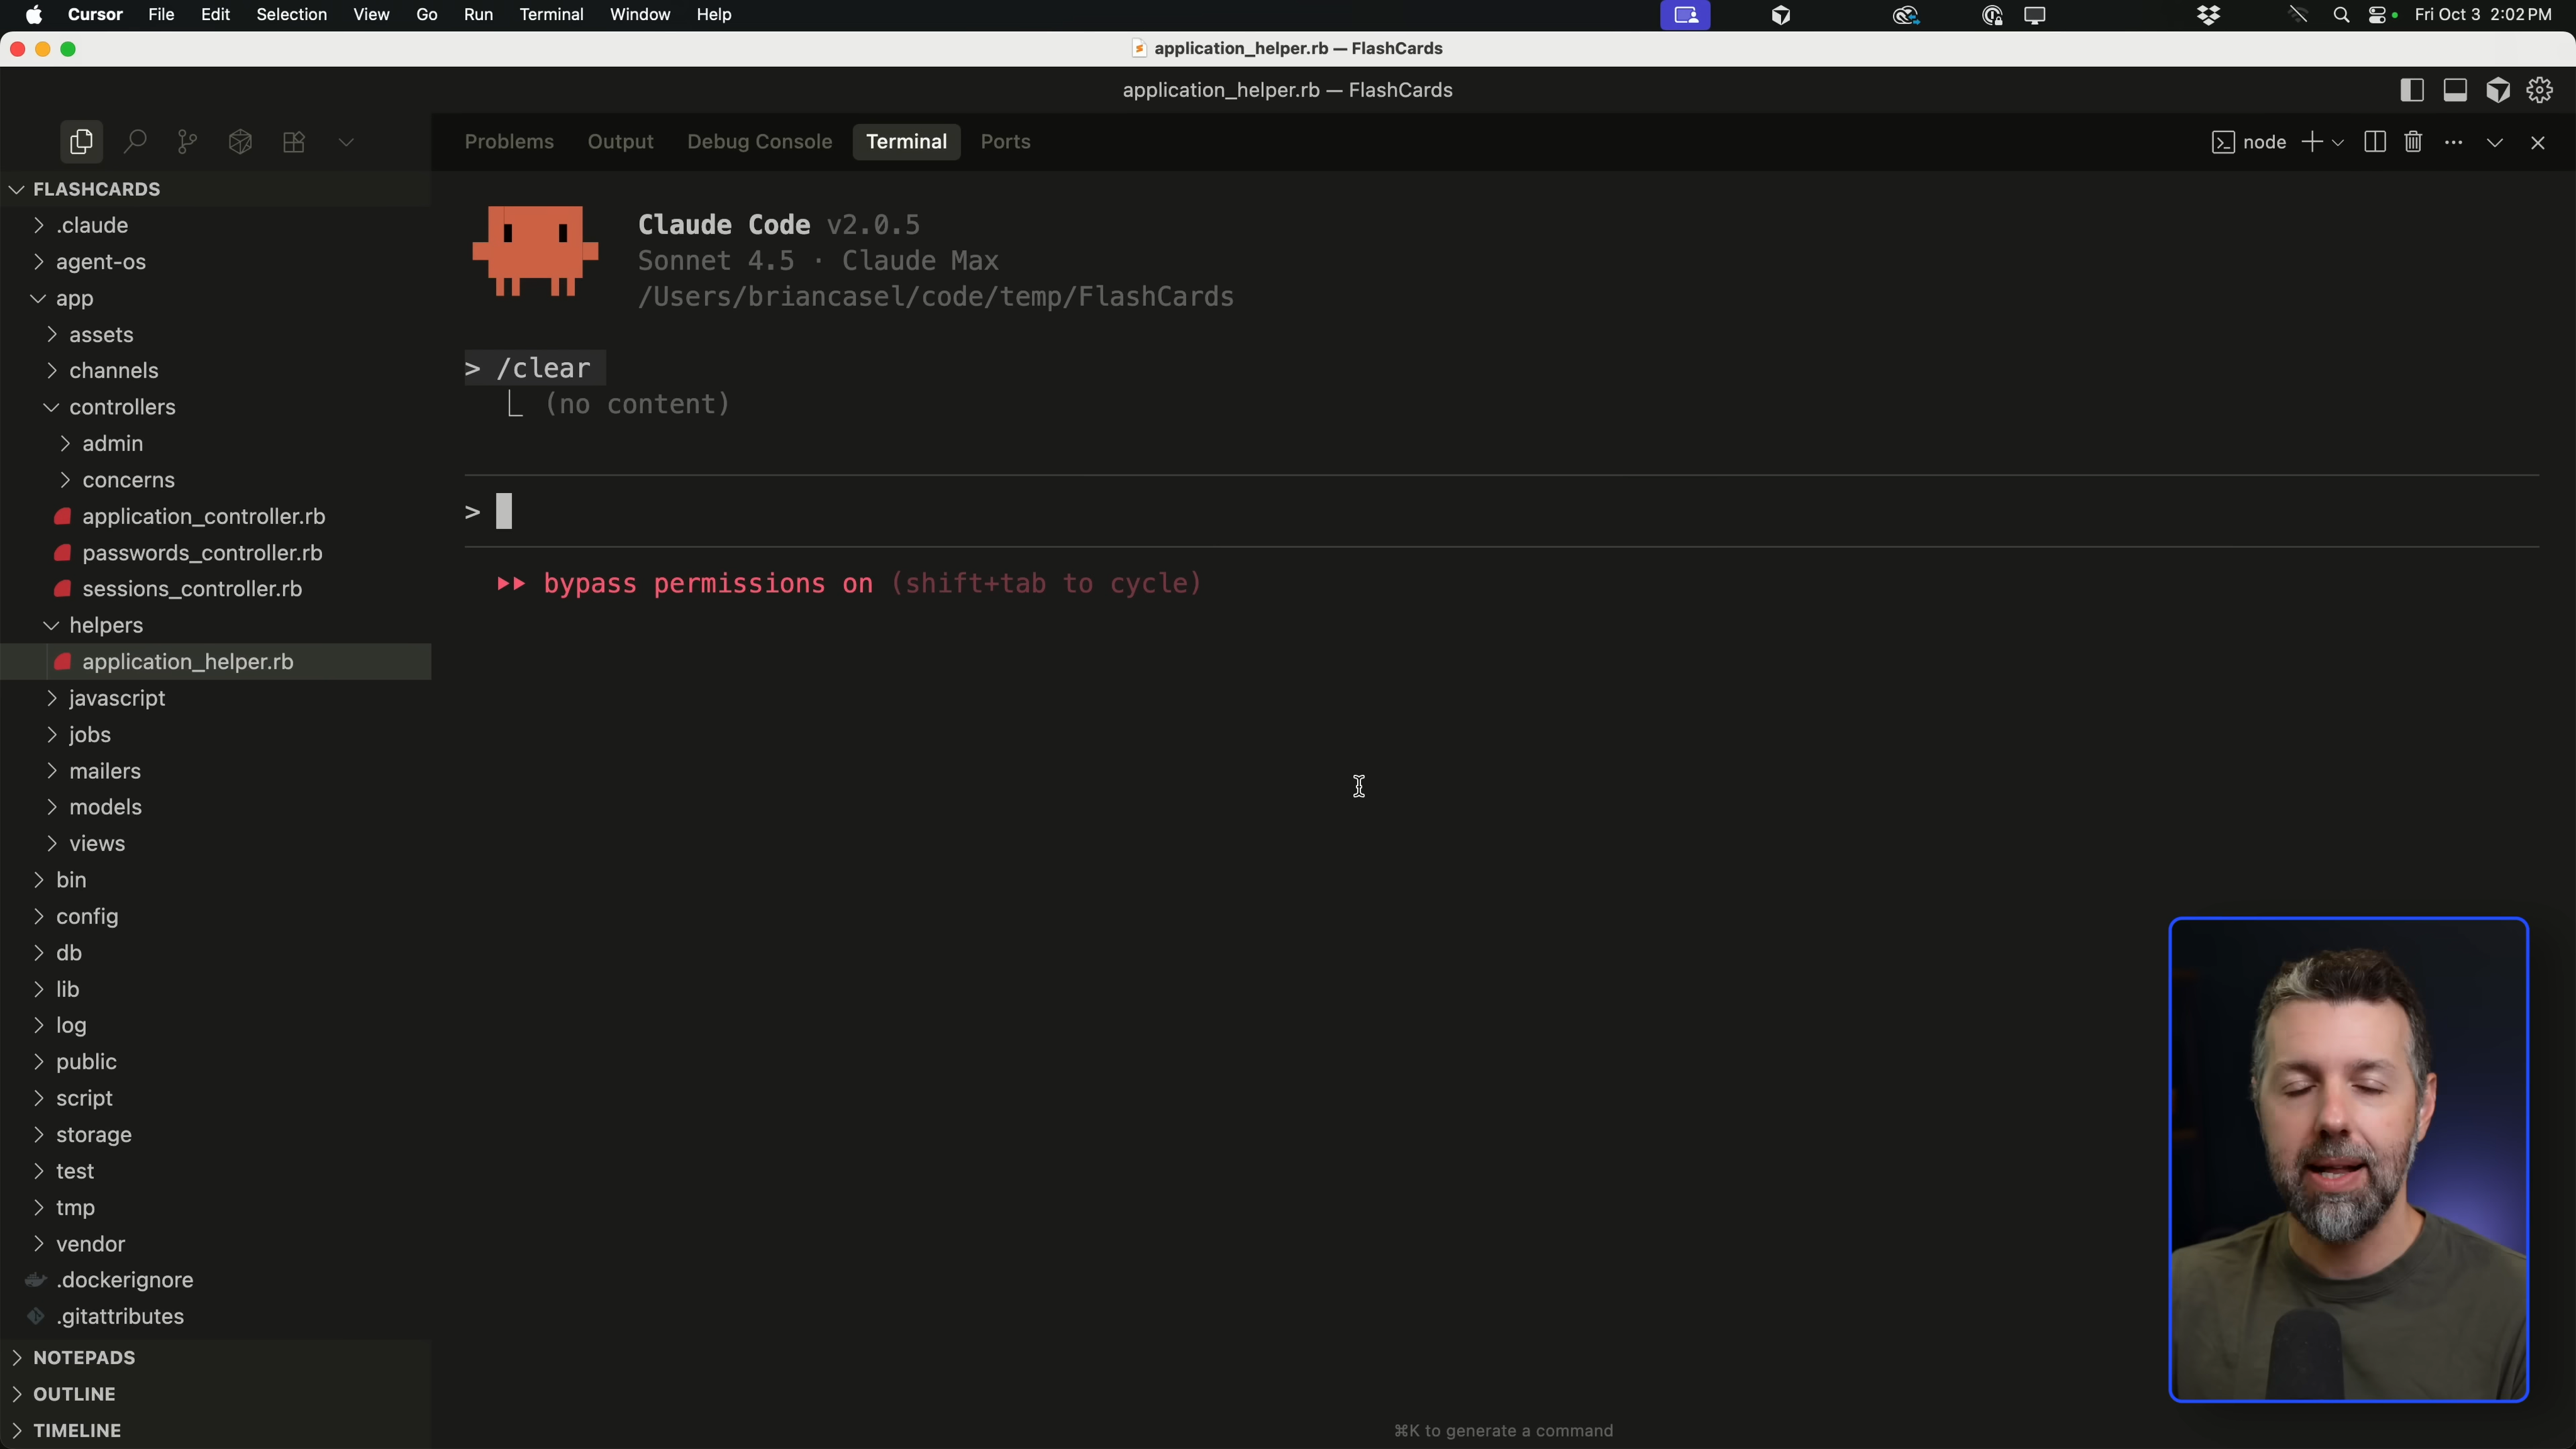 Cursor File Edit Selection View Go Run Terminal Window Help Fri Oct 3 2:02 PM
application_helper.rb — FlashCards
application_helper.rb — FlashCards
Problems Output Debug Console Terminal Ports node
FLASHCARDS
.claude
agent-os
app
assets
channels
controllers
admin
concerns
application_controller.rb
passwords_controller.rb
sessions_controller.rb
helpers
application_helper.rb
javascript
jobs
mailers
models
views
bin
config
db
lib
log
public
script
storage
test
tmp
vendor
.dockerignore
.gitattributes
NOTEPADS
OUTLINE
TIMELINE
Claude Code v2.0.5
Sonnet 4.5 · Claude Max
/Users/briancasel/code/temp/FlashCards
> /clear
(no content)
>
bypass permissions on (shift+tab to cycle)
⌘K to generate a command